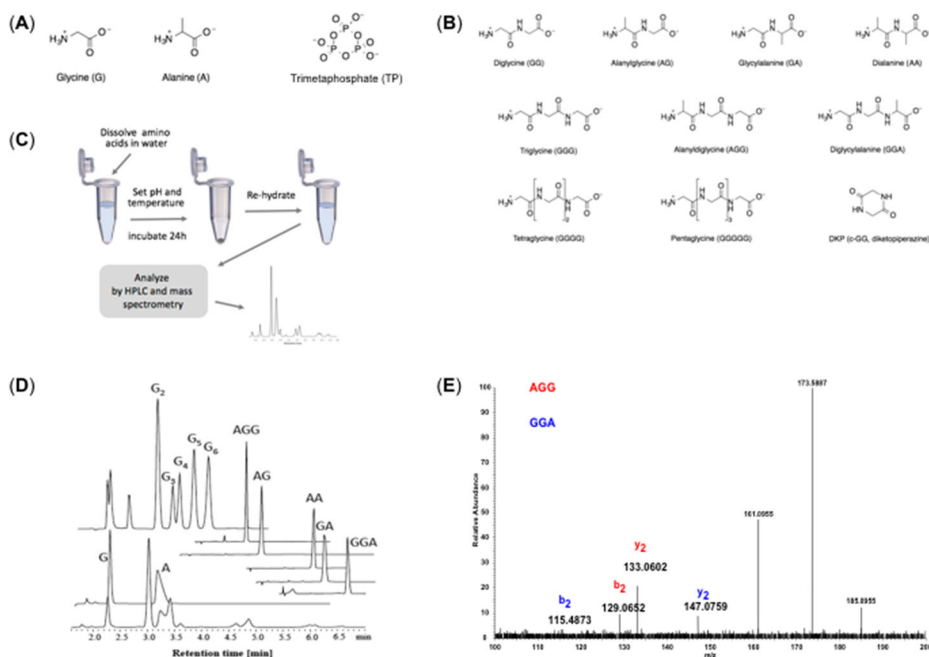 (A)
Glycine (G)
Alanine (A)
Trimetaphosphate (TP)
(B)
Diglycine (GG)
Alanylglycine (AG)
Glycylalanine (GA)
Dialanine (AA)
Triglycine (GGG)
Alanyldiglycine (AGG)
Diglycylalanine (GGA)
Tetraglycine (GGGG)
Pentaglycine (GGGGG)
DKP (c-GG, diketopiperazine)
(C)
Dissolve amino
acids in water
Set pH and
temperature
incubate 24h
Re-hydrate
Analyze
by HPLC and mass
spectrometry
(D)
G2
G3
G4
G5
G6
AGG
AG
AA
GA
GGA
G
A
2.0 2.5 3.0 3.5 4.0 4.5 5.0 5.5 6.0 6.5 min
Retention time [min]
(E)
AGG
GGA
Relative Abundance
100
90
80
70
60
50
40
30
20
10
0
173.5887
161.0955
y2
133.0602
b2
129.0652
y2
147.0759
b2
115.4873
185.0955
100 110 120 130 140 150 160 170 180 190 200
m/z